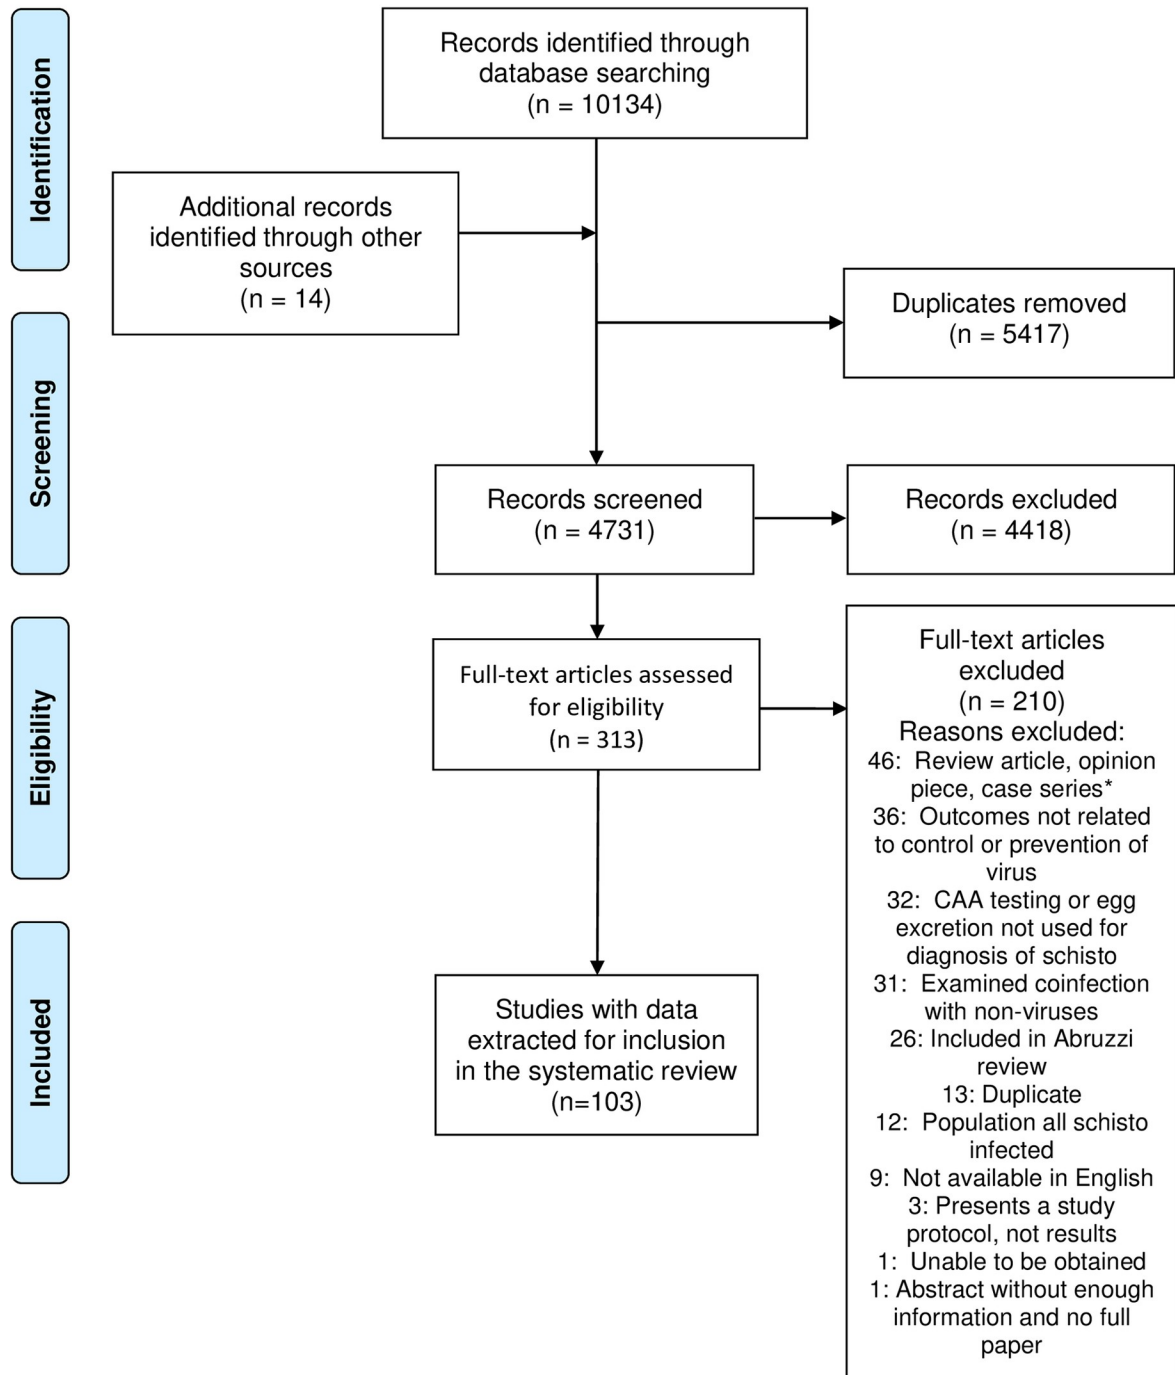 Identification
Records identified through
database searching
(n = 10134)
Additional records
identified through other
sources
(n = 14)
Duplicates removed
(n = 5417)
Screening
Records screened
(n = 4731)
Records excluded
(n = 4418)
Eligibility
Full-text articles assessed
for eligibility
(n = 313)
Full-text articles
excluded
(n = 210)
Reasons excluded:
46: Review article, opinion
piece, case series*
36: Outcomes not related
to control or prevention of
virus
32: CAA testing or egg
excretion not used for
diagnosis of schisto
31: Examined coinfection
with non-viruses
26: Included in Abruzzi
review
13: Duplicate
12: Population all schisto
infected
9: Not available in English
3: Presents a study
protocol, not results
1: Unable to be obtained
1: Abstract without enough
information and no full
paper
Included
Studies with data
extracted for inclusion
in the systematic review
(n=103)